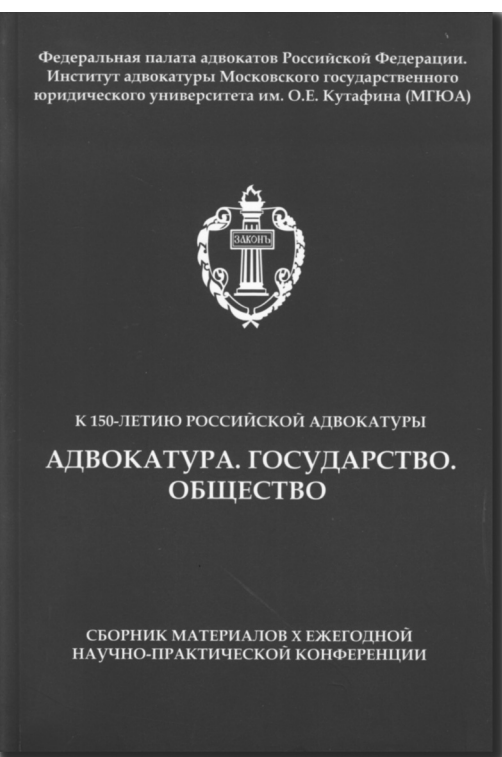 Федеральная палата адвокатов Российской Федерации.
Институт адвокатуры Московского государственного
юридического университета им. О.Е. Кутафина (МГЮА)
ЗАКОНЪ
К 150-ЛЕТИЮ РОССИЙСКОЙ АДВОКАТУРЫ
АДВОКАТУРА. ГОСУДАРСТВО.
ОБЩЕСТВО
СБОРНИК МАТЕРИАЛОВ X ЕЖЕГОДНОЙ
НАУЧНО-ПРАКТИЧЕСКОЙ КОНФЕРЕНЦИИ